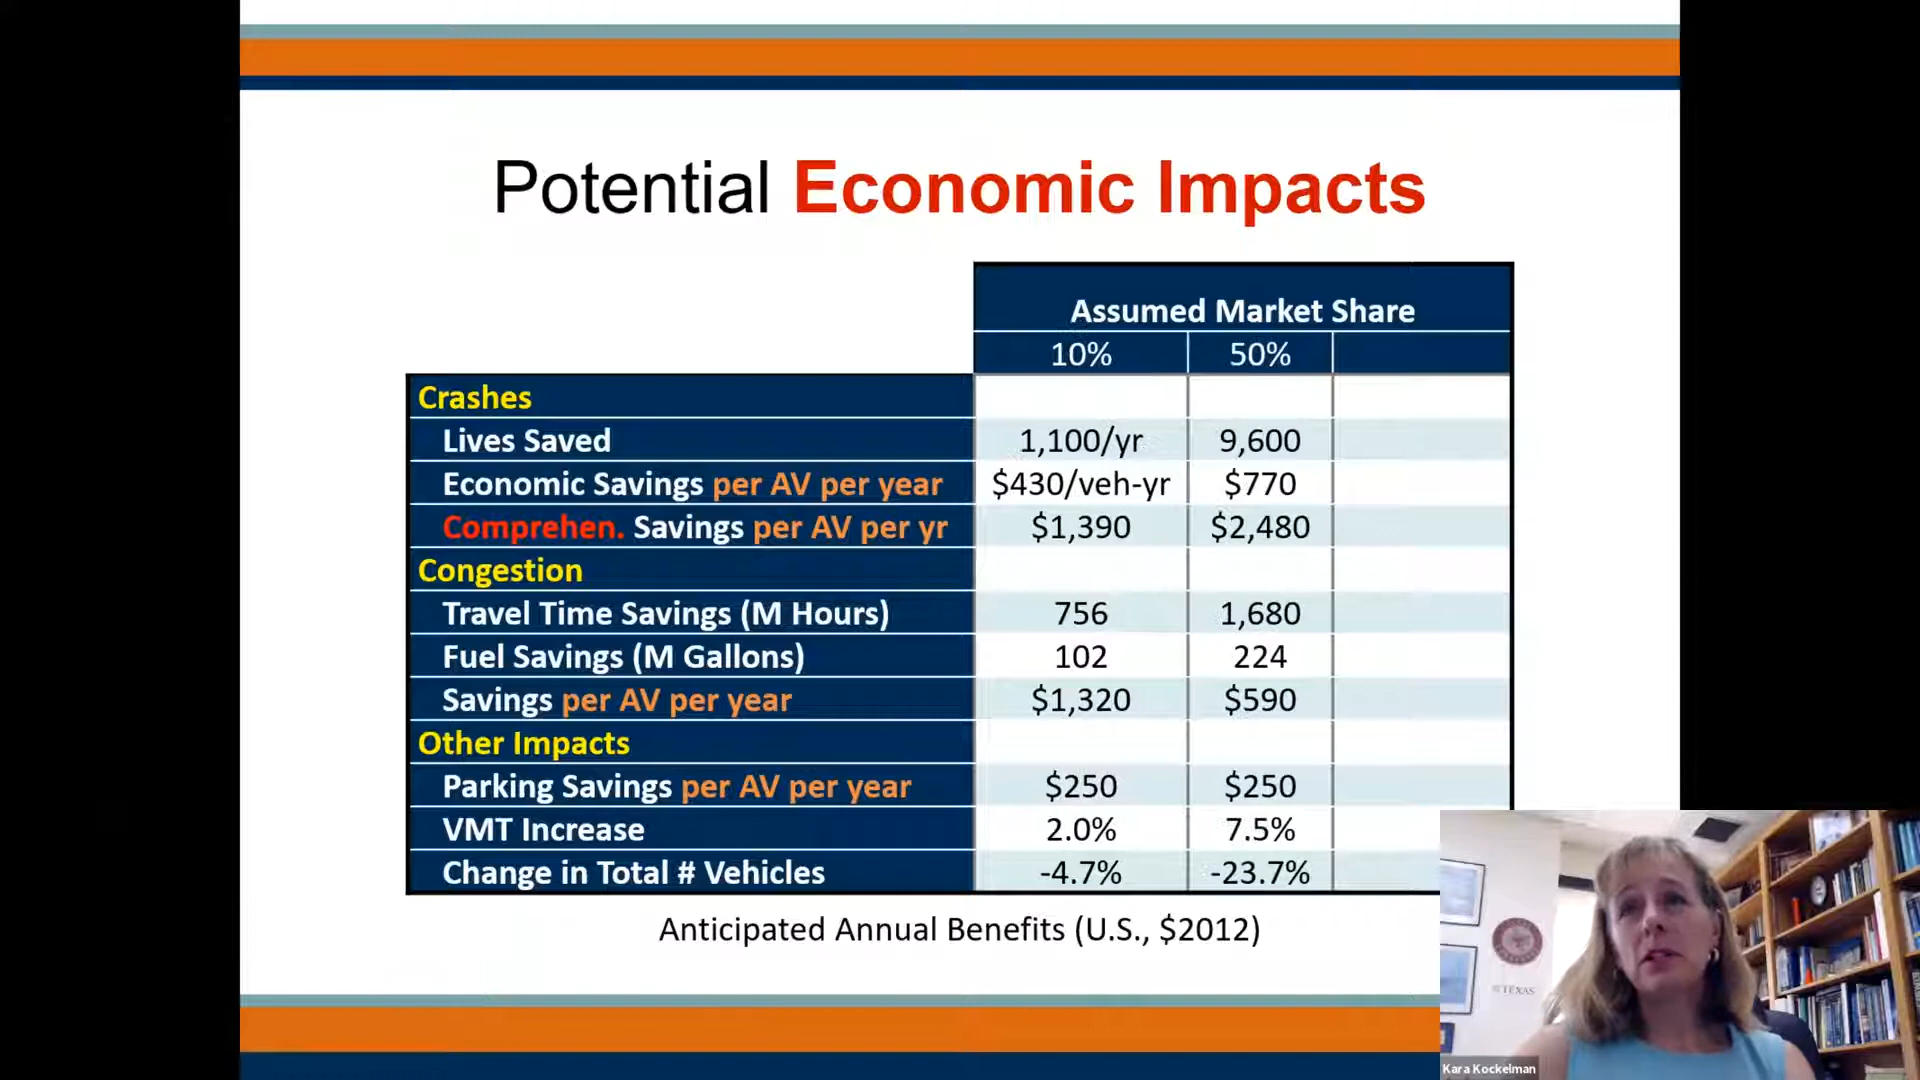 Potential Economic Impacts
Assumed Market Share
10% 50%
Crashes
Lives Saved 1,100/yr 9,600
Economic Savings per AV per year $430/veh-yr $770
Comprehen. Savings per AV per yr $1,390 $2,480
Congestion
Travel Time Savings (M Hours) 756 1,680
Fuel Savings (M Gallons) 102 224
Savings per AV per year $1,320 $590
Other Impacts
Parking Savings per AV per year $250 $250
VMT Increase 2.0% 7.5%
Change in Total # Vehicles -4.7% -23.7%
Anticipated Annual Benefits (U.S., $2012)
TEXAS
Kara Kockelman